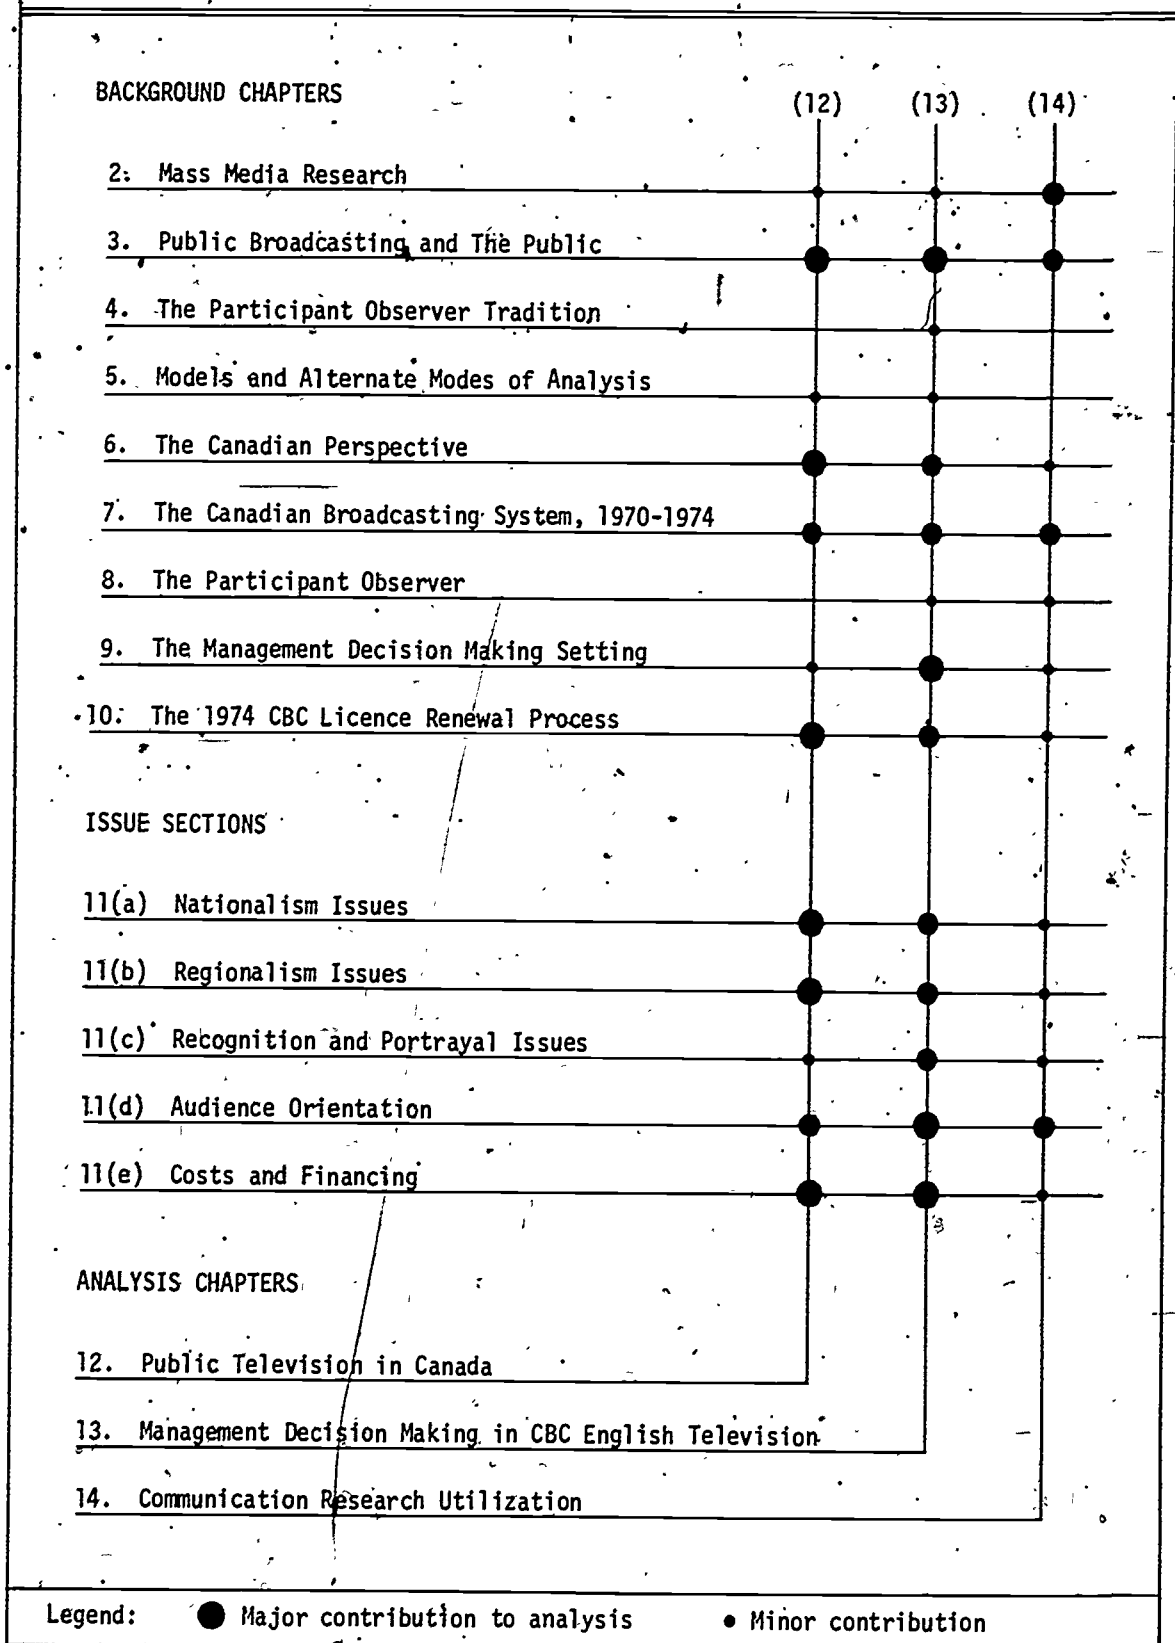 BACKGROUND CHAPTERS
(12) (13) (14)
2. Mass Media Research
3. Public Broadcasting and The Public
4. The Participant Observer Tradition
5. Models and Alternate Modes of Analysis
6. The Canadian Perspective
7. The Canadian Broadcasting System, 1970-1974
8. The Participant Observer
9. The Management Decision Making Setting
10. The 1974 CBC Licence Renewal Process
ISSUE SECTIONS
11(a) Nationalism Issues
11(b) Regionalism Issues
11(c) Recognition and Portrayal Issues
11(d) Audience Orientation
11(e) Costs and Financing
ANALYSIS CHAPTERS
12. Public Television in Canada
13. Management Decision Making in CBC English Television
14. Communication Research Utilization
Legend: ● Major contribution to analysis • Minor contribution